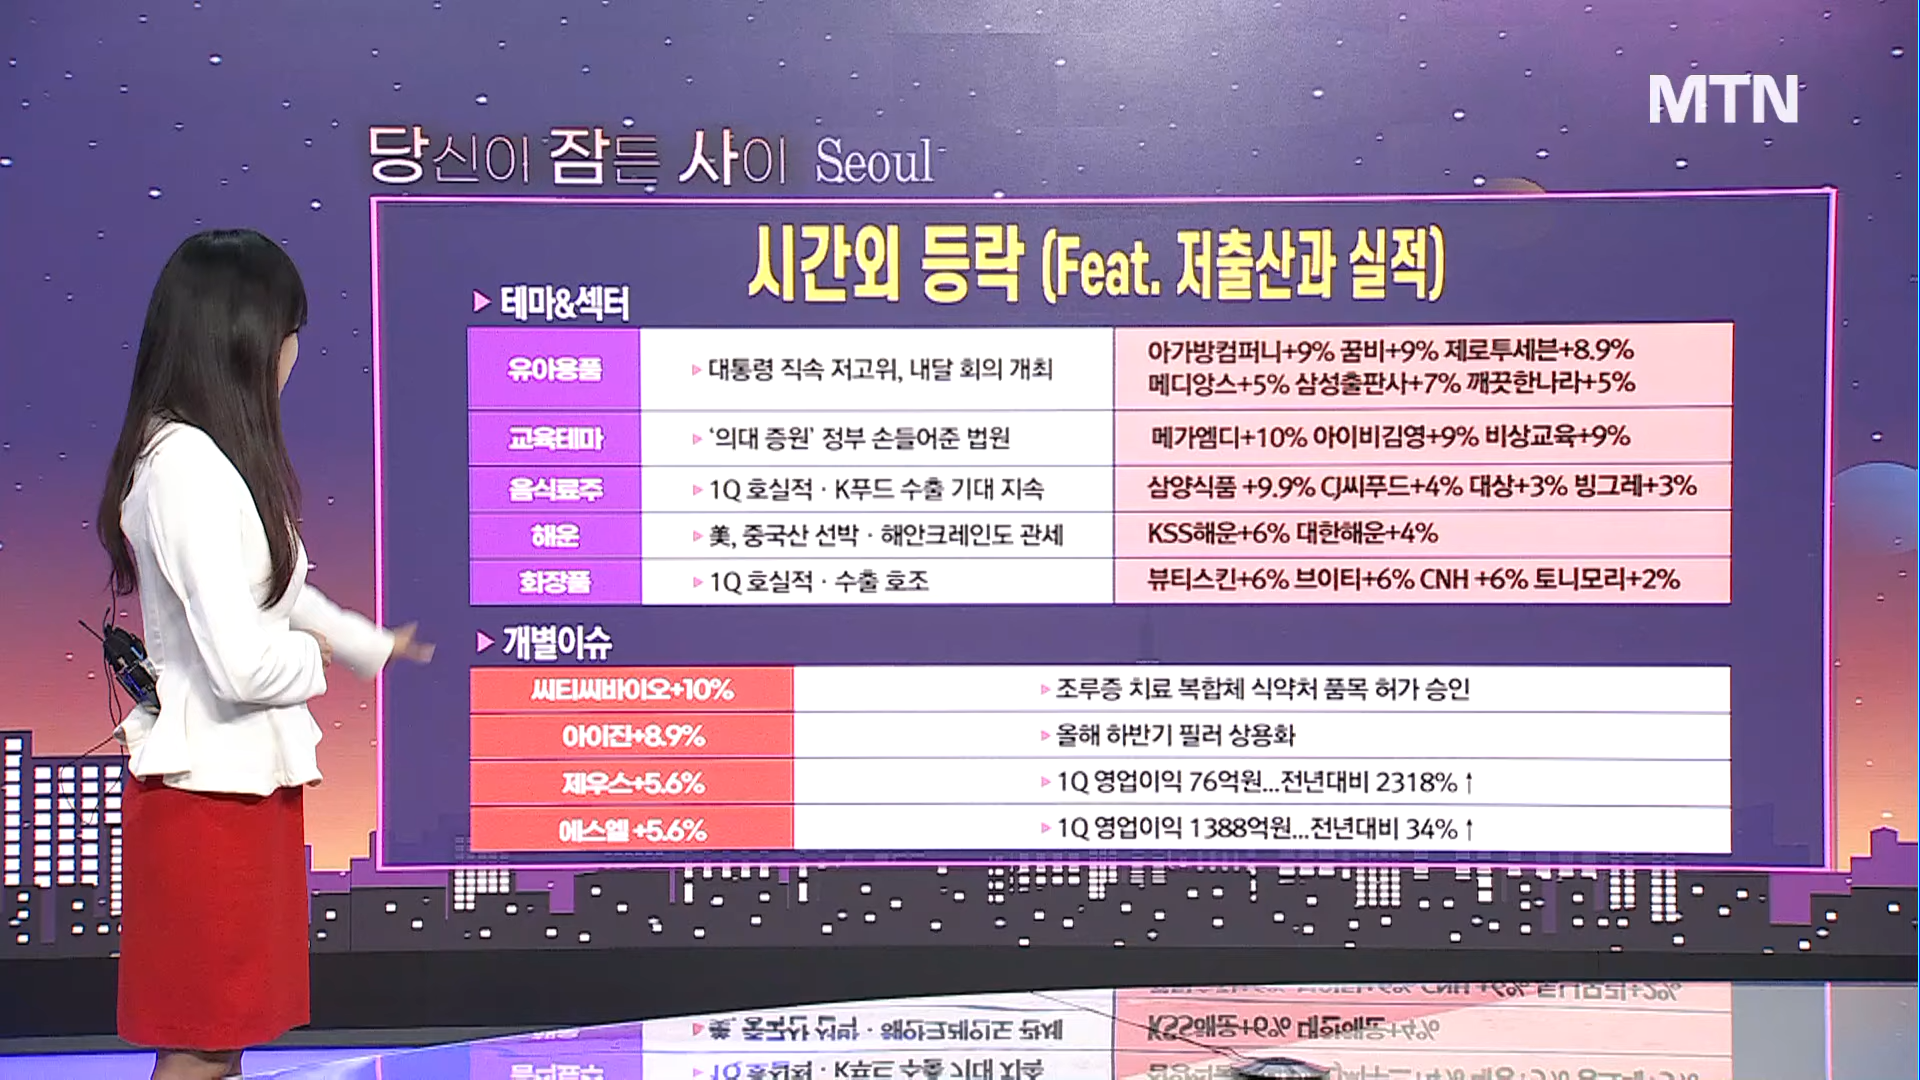 MTN
당신이 잠든 사이 Seoul
시간외 등락 (Feat. 저출산과 실적)
▶ 테마&섹터
유아용품 ▹대통령 직속 저고위, 내달 회의 개최 아가방컴퍼니+9% 꿈비+9% 제로투세븐+8.9%
메디앙스+5% 삼성출판사+7% 깨끗한나라+5%
교육테마 ▹‘의대 증원’ 정부 손들어준 법원 메가엠디+10% 아이비김영+9% 비상교육+9%
음식료주 ▹1Q 호실적 · K푸드 수출 기대 지속 삼양식품 +9.9% CJ씨푸드+4% 대상+3% 빙그레+3%
해운 ▹美, 중국산 선박 · 해안크레인도 관세 KSS해운+6% 대한해운+4%
화장품 ▹1Q 호실적 · 수출 호조 뷰티스킨+6% 브이티+6% CNH +6% 토니모리+2%
▶ 개별이슈
씨티씨바이오+10% ▹조루증 치료 복합체 식약처 품목 허가 승인
아이진+8.9% ▹올해 하반기 필러 상용화
제우스+5.6% ▹1Q 영업이익 76억원...전년대비 2318%↑
에스엘 +5.6% ▹1Q 영업이익 1388억원...전년대비 34%↑